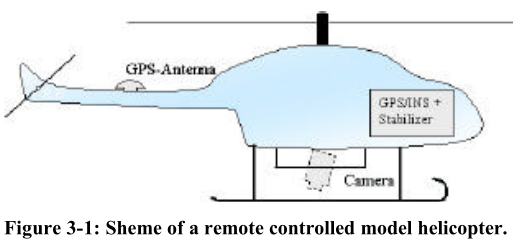 GPS-Antenna
GPS/INS +
Stabilizer
Camera
Figure 3-1: Sheme of a remote controlled model helicopter.